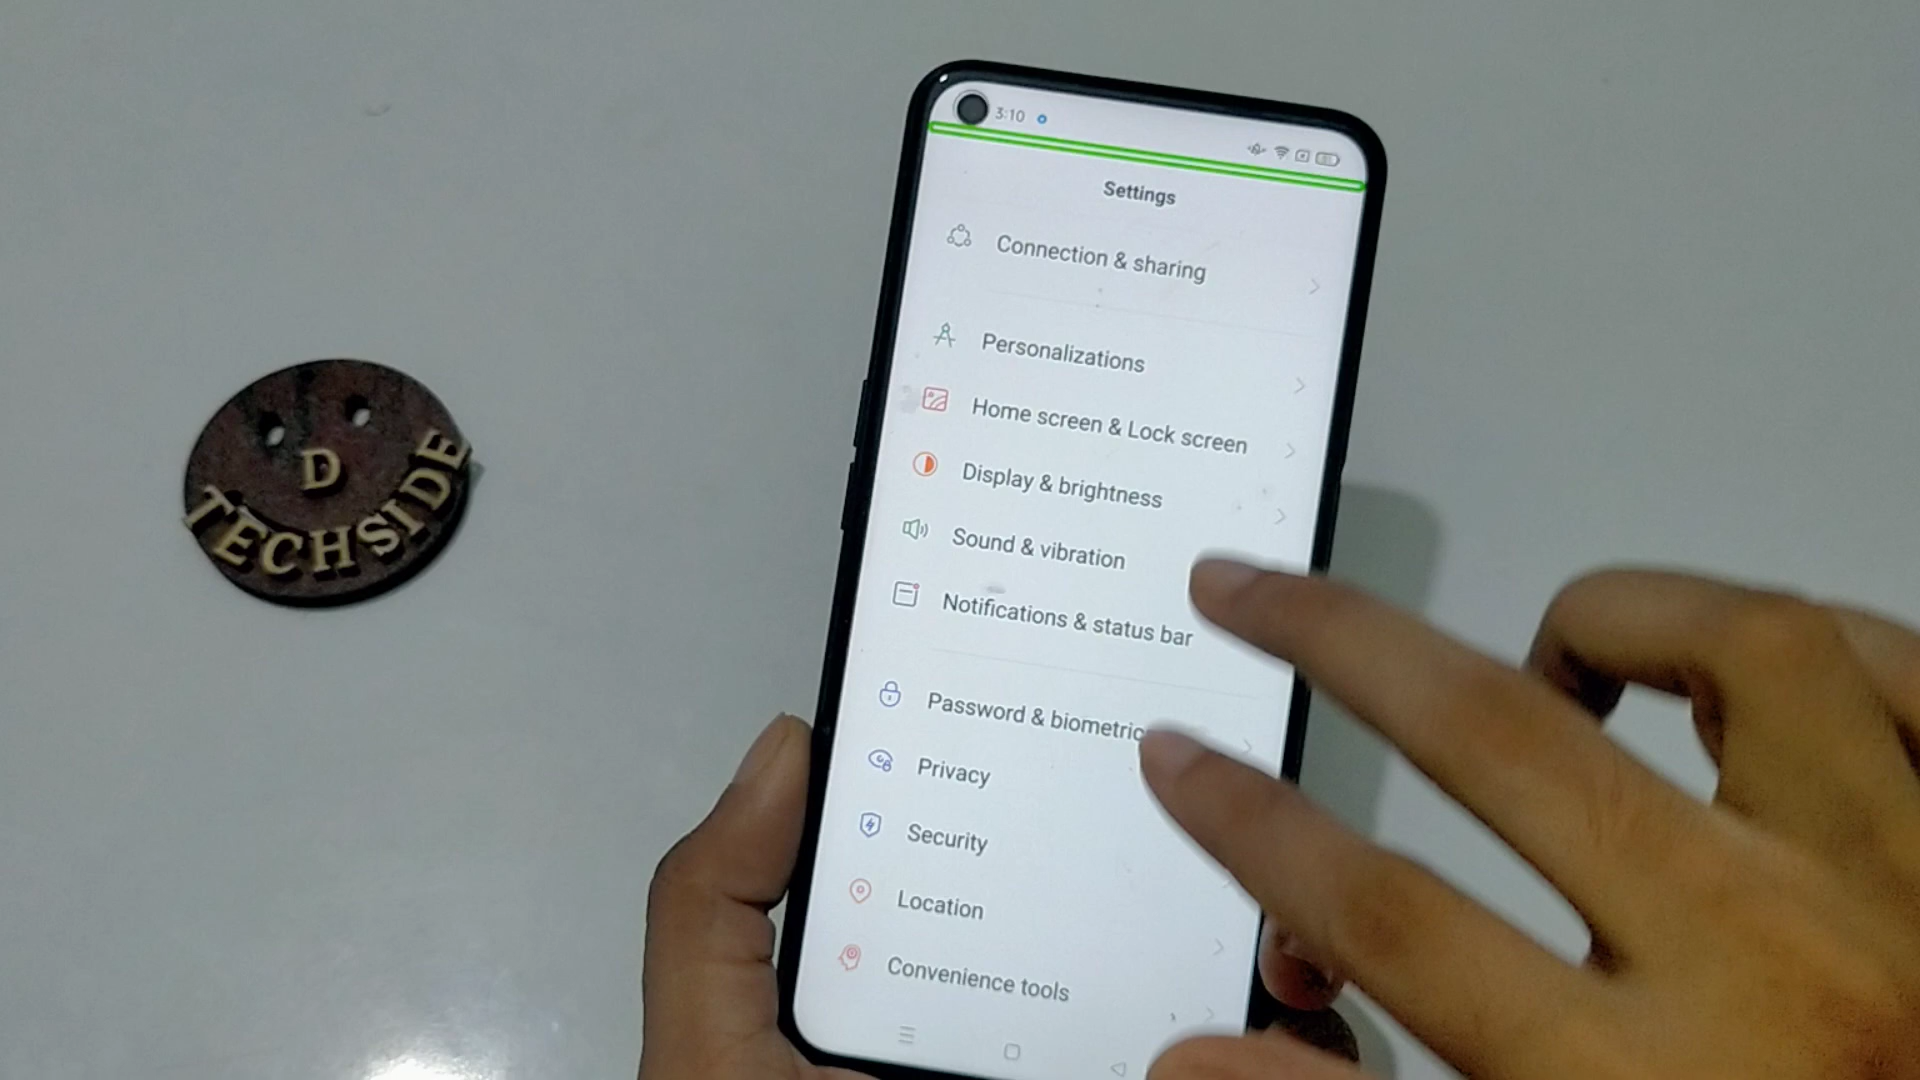 D
TECHSIDE
3:10
Settings
Connection & sharing
Personalizations
Home screen & Lock screen
Display & brightness
Sound & vibration
Notifications & status bar
Password & biometric
Privacy
Security
Location
Convenience tools